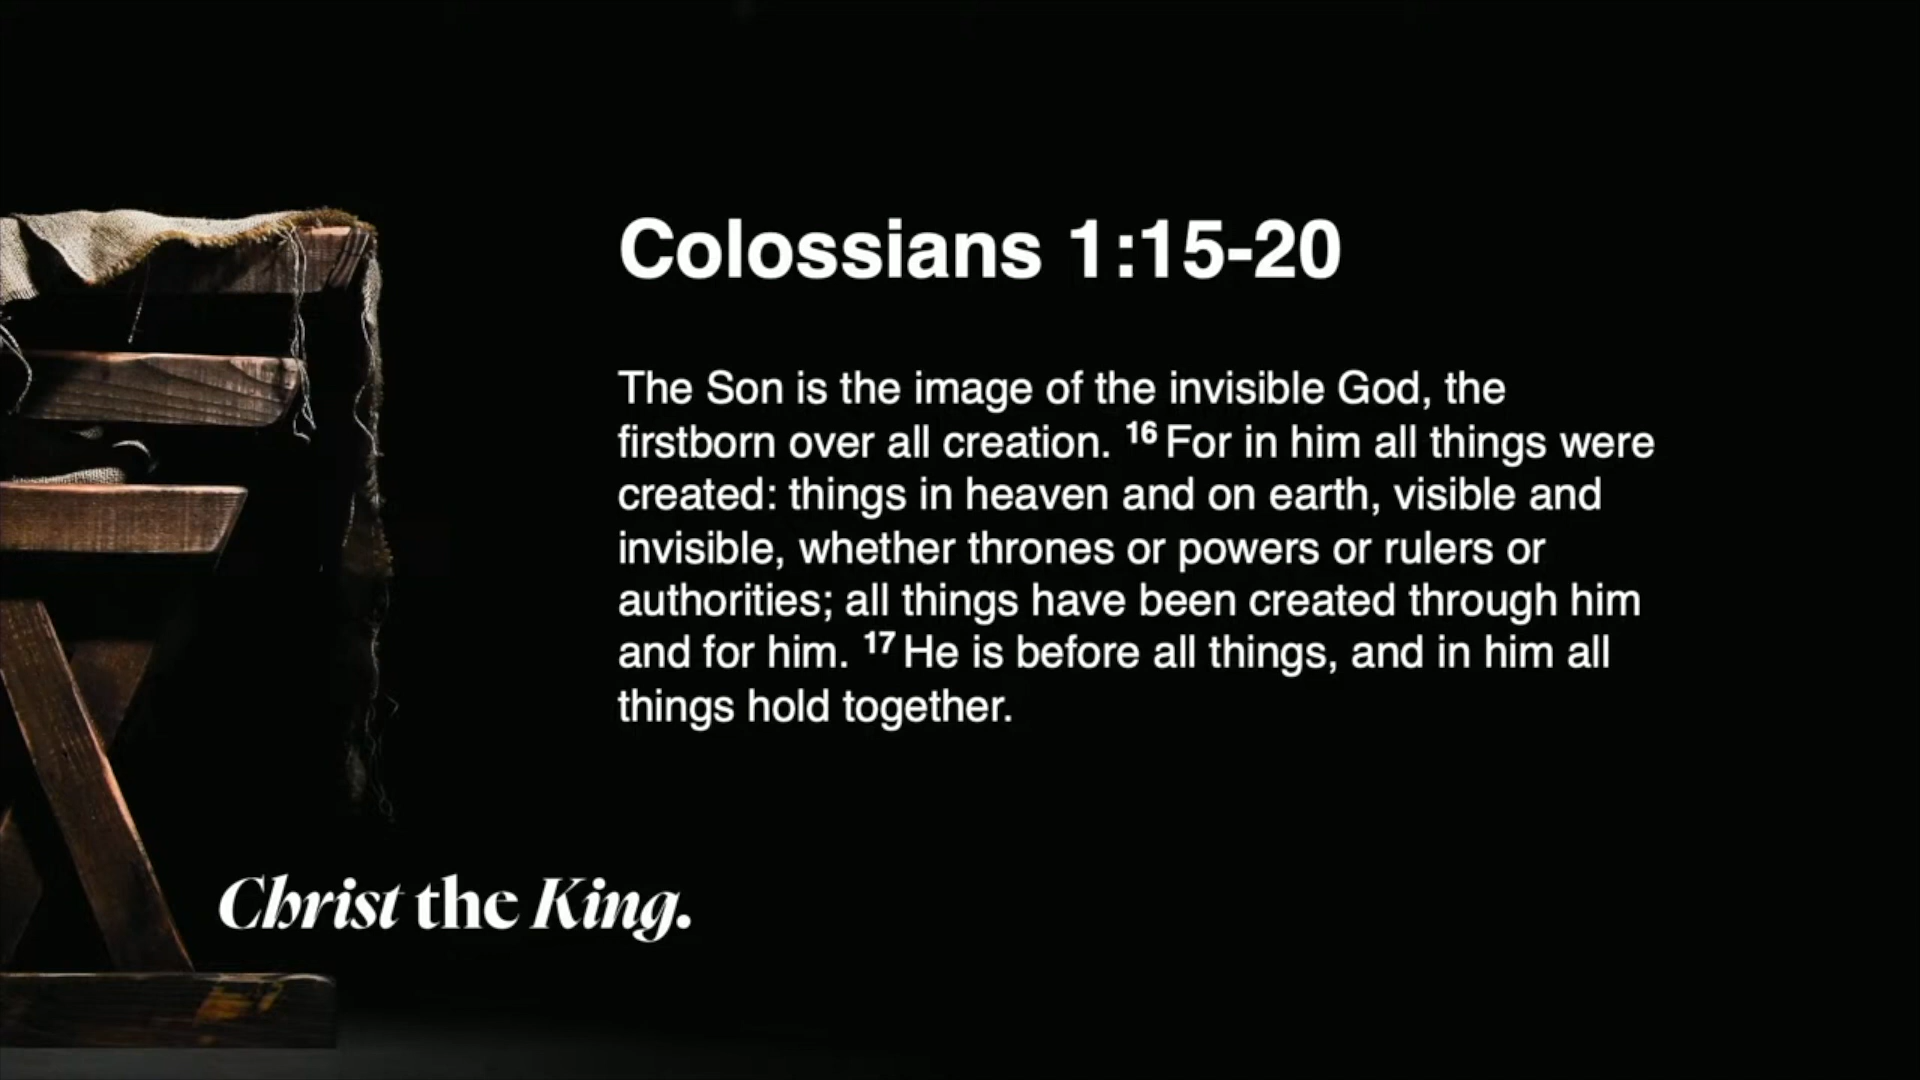 Colossians 1:15-20
The Son is the image of the invisible God, the
firstborn over all creation. 16 For in him all things were
created: things in heaven and on earth, visible and
invisible, whether thrones or powers or rulers or
authorities; all things have been created through him
and for him. 17 He is before all things, and in him all
things hold together.
Christ the King.